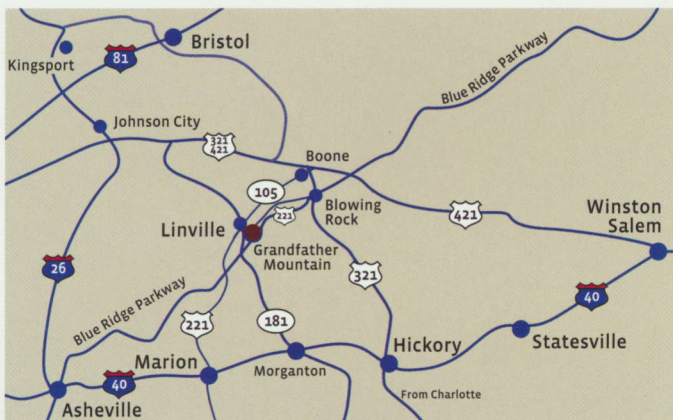 Bristol
Blue Ridge Parkway
Kingsport
81
Johnson City
321
421
Boone
105
221
Blowing
Rock
421
Winston
Salem
Linville
Grandfather
Mountain
26
321
40
Blue Ridge Parkway
221
181
Hickory
Statesville
Marion
Morganton
40
From Charlotte
Asheville